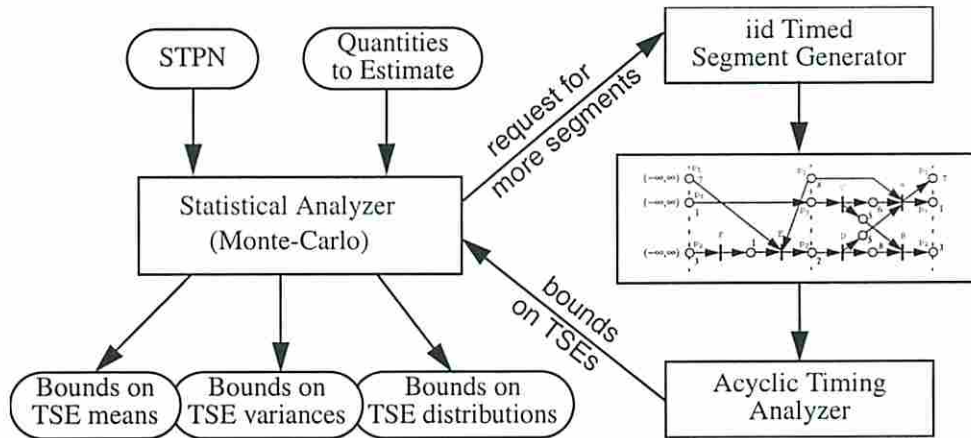 STPN
Quantities
to Estimate
request for
more segments
iid Timed
Segment Generator
Statistical Analyzer
(Monte-Carlo)
(−∞,∞)
(−∞,∞)
(−∞,∞)
bounds
on TSEs
Acyclic Timing
Analyzer
Bounds on
TSE means
Bounds on
TSE variances
Bounds on
TSE distributions